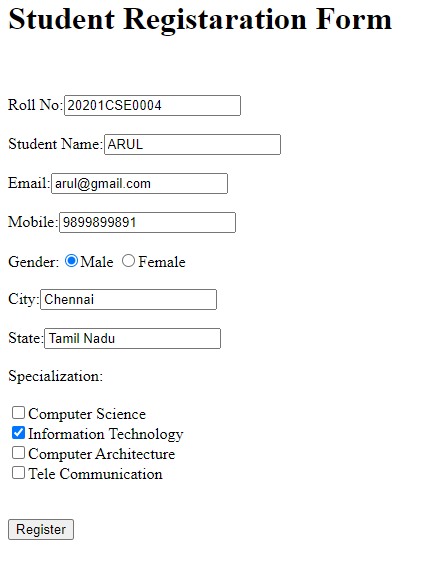 Student Registaration Form
Roll No: 20201CSE0004
Student Name: ARUL
Email: arul@gmail.com
Mobile: 9899899891
Gender: Male Female
City: Chennai
State: Tamil Nadu
Specialization:
Computer Science
Information Technology
Computer Architecture
Tele Communication
Register